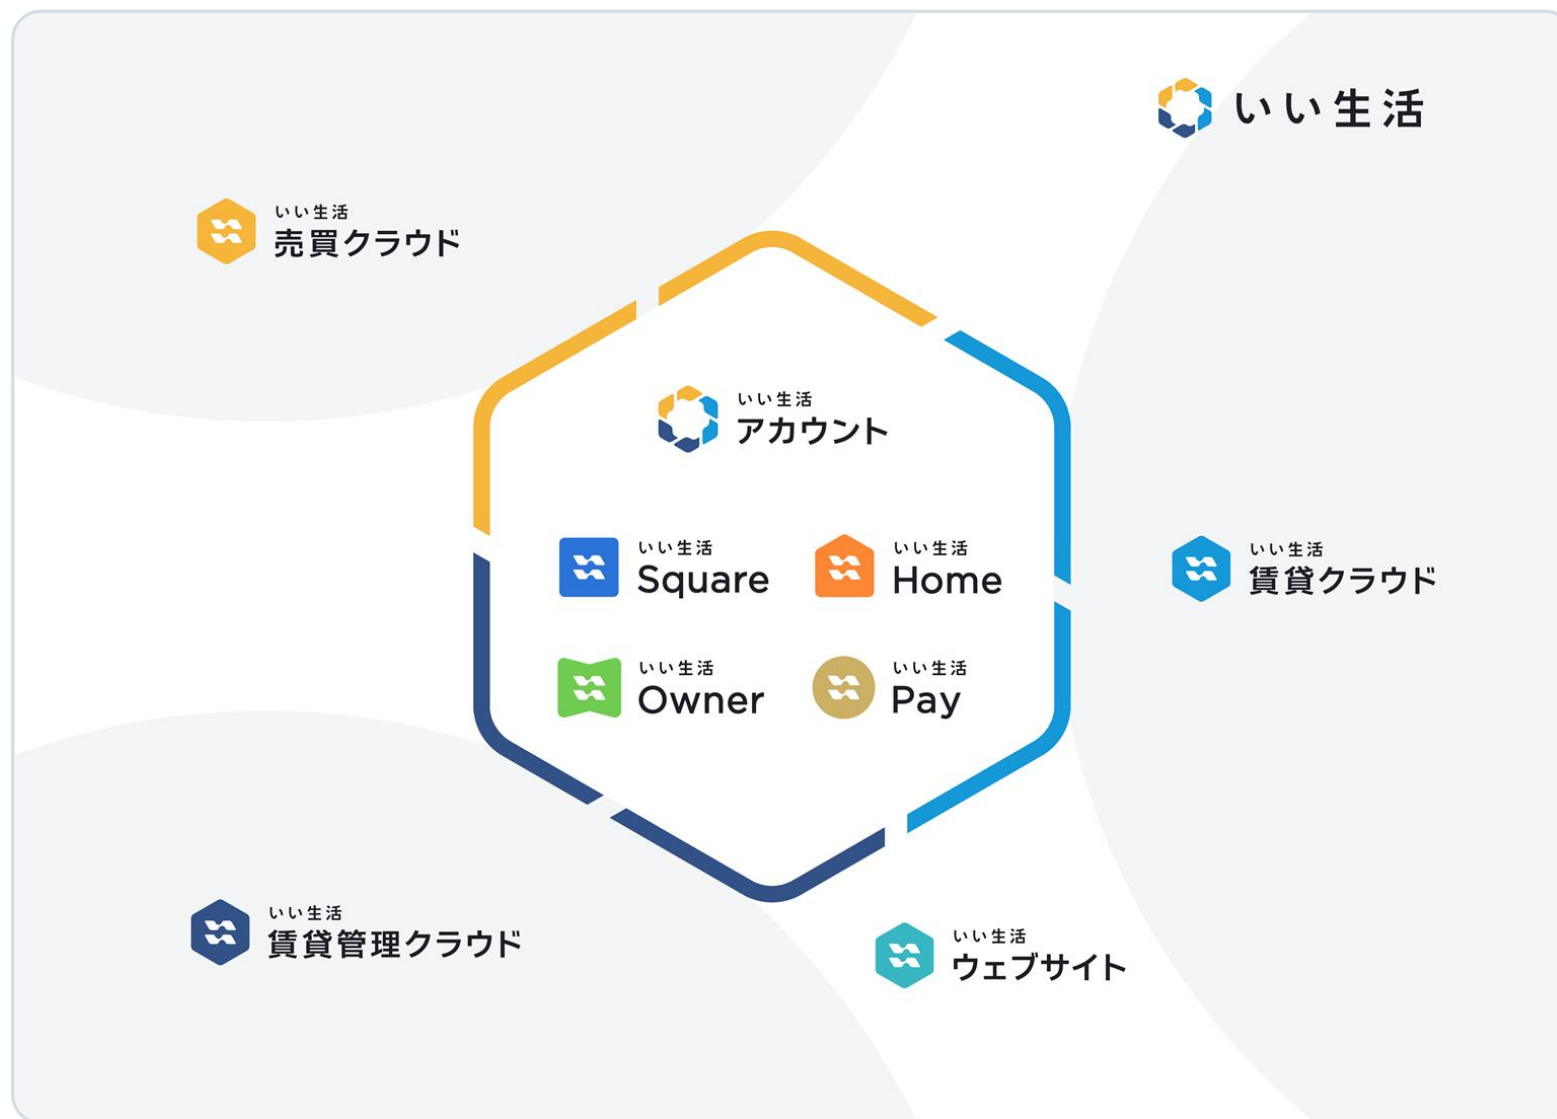 いい生活
いい生活
売買クラウド
いい生活
アカウント
いい生活
Square
いい生活
Home
いい生活
賃貸クラウド
いい生活
Owner
いい生活
Pay
いい生活
賃貸管理クラウド
いい生活
ウェブサイト